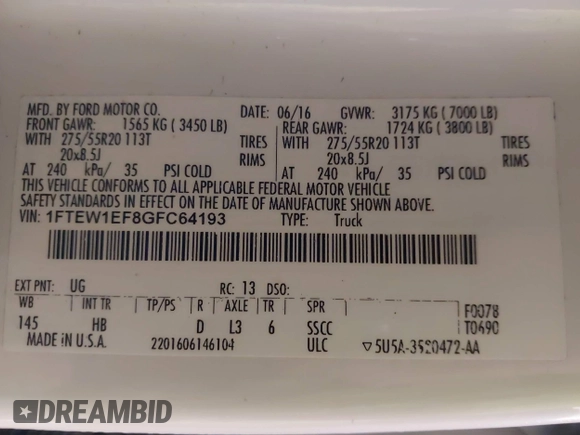 MFD. BY FORD MOTOR CO. DATE: 06/16 GVWR: 3175 KG ( 7000 LB)
FRONT GAWR: 1565 KG ( 3450 LB) REAR GAWR: 1724 KG ( 3800 LB)
WITH 275/55R20 113T TIRES WITH 275/55R20 113T TIRES
20x8.5J RIMS 20x8.5J RIMS
AT 240 kPa/ 35 PSI COLD AT 240 kPa/ 35 PSI COLD
THIS VEHICLE CONFORMS TO ALL APPLICABLE FEDERAL MOTOR VEHICLE
SAFETY STANDARDS IN EFFECT ON THE DATE OF MANUFACTURE SHOWN ABOVE.
VIN: 1FTEW1EF8GFC64193 TYPE: Truck
EXT PNT: UG RC: 13 DSO:
WB INT TR TP/PS R AXLE TR SPR F0078
145 HB D L3 6 SSCC T0690
MADE IN U.S.A. 2201606146104 ULC ▽5U5A-3520472-AA
DREAMBID